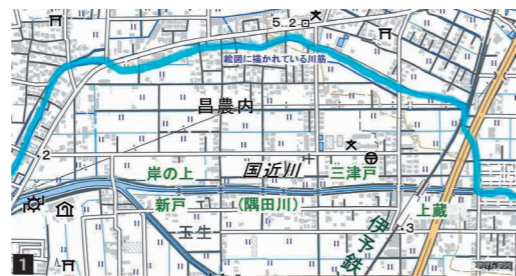 5.2
絵図に描かれている川筋
昌農内
2
岸の上
国近川
三津戸
新戸
(隅田川)
上蔵
玉生
伊予鉄
3
2
1